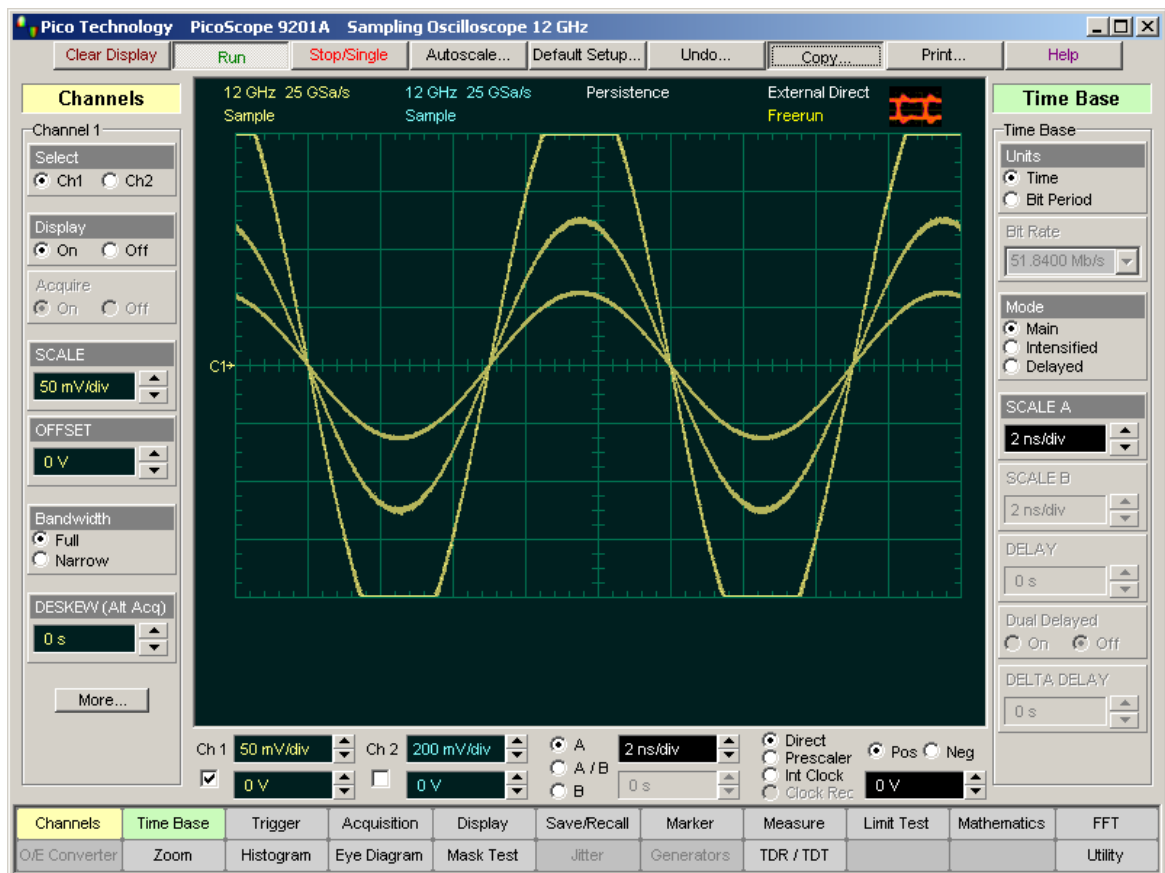 Pico Technology PicoScope 9201A Sampling Oscilloscope 12 GHz
Clear Display Run Stop/Single Autoscale... Default Setup... Undo... Copy... Print... Help
Channels
Channel 1
Select
Ch1 Ch2
Display
On Off
Acquire
On Off
SCALE
50 mV/div
OFFSET
0 V
Bandwidth
Full
Narrow
DESKEW (Alt Acq)
0 s
More...
12 GHz 25 GSa/s 12 GHz 25 GSa/s Persistence External Direct
Sample Sample Freerun
C1
Time Base
Time Base
Units
Time
Bit Period
Bit Rate
51.8400 Mb/s
Mode
Main
Intensified
Delayed
SCALE A
2 ns/div
SCALE B
2 ns/div
DELAY
0 s
Dual Delayed
On Off
DELTA DELAY
0 s
Ch 1 50 mV/div Ch 2 200 mV/div A 2 ns/div Direct
A / B Prescaler Pos Neg
0 V 0 V B 0 s Int Clock 0 V
Clock Rec
Channels Time Base Trigger Acquisition Display Save/Recall Marker Measure Limit Test Mathematics FFT
O/E Converter Zoom Histogram Eye Diagram Mask Test Jitter Generators TDR / TDT Utility